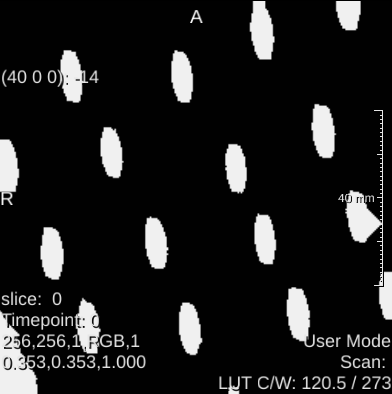 A
(40 0 0): -14
40 mm
R
slice: 0
Timepoint: 0
256,256,1,RGB,1
0.353,0.353,1.000
User Mode
Scan:
LUT C/W: 120.5 / 273